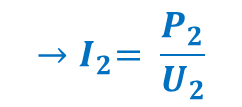 → I₂ = P₂ / U₂